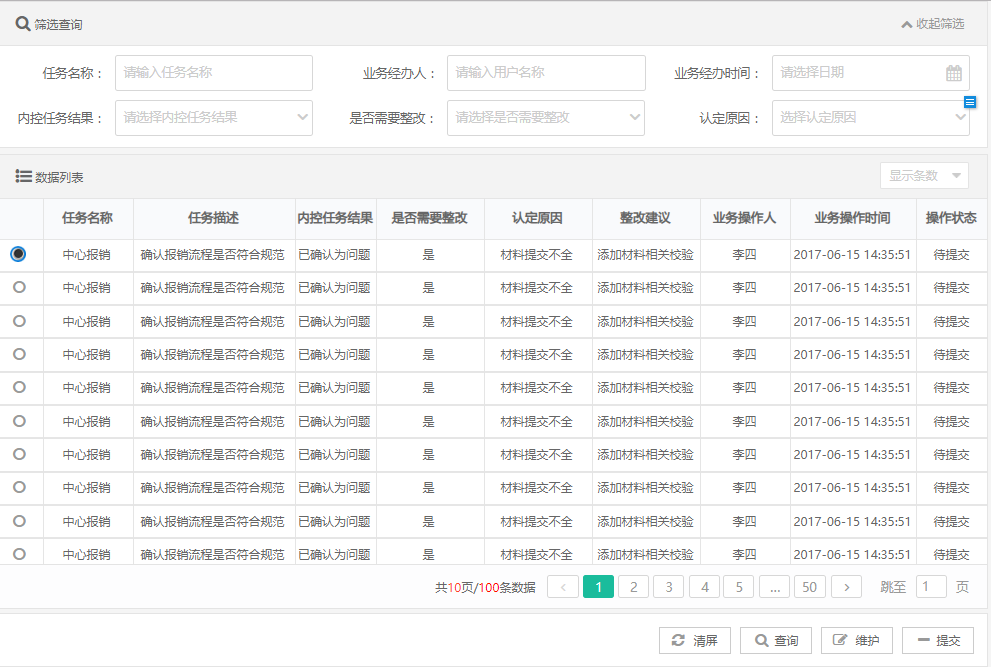 筛选查询 收起筛选
任务名称： 请输入任务名称 业务经办人： 请输入用户名称 业务经办时间： 请选择日期
内控任务结果： 请选择内控任务结果 是否需要整改： 请选择是否需要整改 认定原因： 选择认定原因
数据列表 显示条数
任务名称 任务描述 内控任务结果 是否需要整改 认定原因 整改建议 业务操作人 业务操作时间 操作状态
中心报销 确认报销流程是否符合规范 已确认为问题 是 材料提交不全 添加材料相关校验 李四 2017-06-15 14:35:51 待提交
中心报销 确认报销流程是否符合规范 已确认为问题 是 材料提交不全 添加材料相关校验 李四 2017-06-15 14:35:51 待提交
中心报销 确认报销流程是否符合规范 已确认为问题 是 材料提交不全 添加材料相关校验 李四 2017-06-15 14:35:51 待提交
中心报销 确认报销流程是否符合规范 已确认为问题 是 材料提交不全 添加材料相关校验 李四 2017-06-15 14:35:51 待提交
中心报销 确认报销流程是否符合规范 已确认为问题 是 材料提交不全 添加材料相关校验 李四 2017-06-15 14:35:51 待提交
中心报销 确认报销流程是否符合规范 已确认为问题 是 材料提交不全 添加材料相关校验 李四 2017-06-15 14:35:51 待提交
中心报销 确认报销流程是否符合规范 已确认为问题 是 材料提交不全 添加材料相关校验 李四 2017-06-15 14:35:51 待提交
中心报销 确认报销流程是否符合规范 已确认为问题 是 材料提交不全 添加材料相关校验 李四 2017-06-15 14:35:51 待提交
中心报销 确认报销流程是否符合规范 已确认为问题 是 材料提交不全 添加材料相关校验 李四 2017-06-15 14:35:51 待提交
中心报销 确认报销流程是否符合规范 已确认为问题 是 材料提交不全 添加材料相关校验 李四 2017-06-15 14:35:51 待提交
共10页/100条数据 < 1 2 3 4 5 ... 50 > 跳至 1 页
清屏 查询 维护 提交